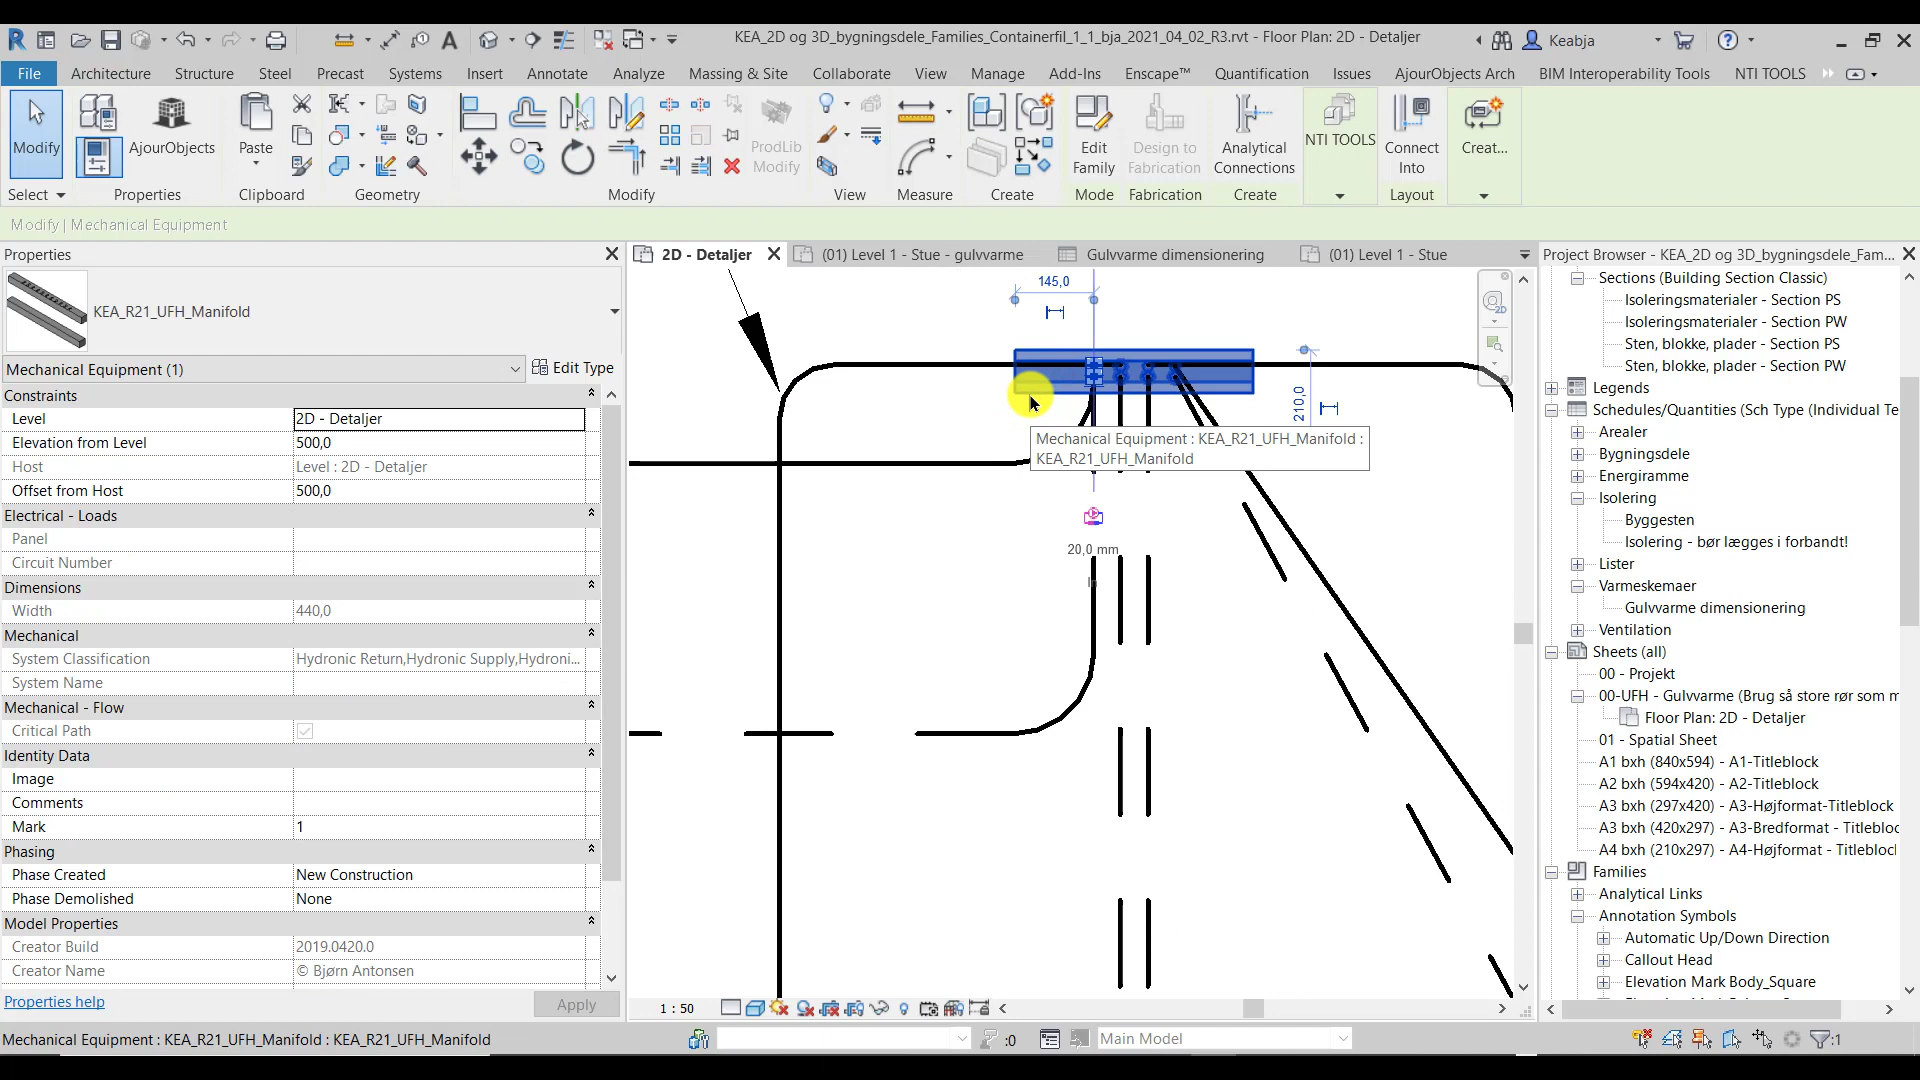 KEA_2D og 3D_bygningsdele_Families_Containerfil_1_1_bja_2021_04_02_R3.rvt - Floor Plan: 2D - Detaljer
Keabja
File Architecture Structure Steel Precast Systems Insert Annotate Analyze Massing & Site Collaborate View Manage Add-Ins Enscape™ Quantification Issues AjourObjects Arch BIM Interoperability Tools NTI TOOLS
Modify
AjourObjects
Paste
ProdLib
Modify
Edit
Family
Design to
Fabrication
Analytical
Connections
NTI TOOLS
Connect
Into
Creat...
Select Properties Clipboard Geometry Modify View Measure Create Mode Fabrication Create Layout
Modify | Mechanical Equipment
Properties
KEA_R21_UFH_Manifold
Mechanical Equipment (1)
Edit Type
Constraints
Level 2D - Detaljer
Elevation from Level 500,0
Host Level : 2D - Detaljer
Offset from Host 500,0
Electrical - Loads
Panel
Circuit Number
Dimensions
Width 440,0
Mechanical
System Classification Hydronic Return,Hydronic Supply,Hydroni...
System Name
Mechanical - Flow
Critical Path
Identity Data
Image
Comments
Mark 1
Phasing
Phase Created New Construction
Phase Demolished None
Model Properties
Creator Build 2019.0420.0
Creator Name © Bjørn Antonsen
Properties help
Apply
2D - Detaljer
(01) Level 1 - Stue - gulvvarme
Gulvvarme dimensionering
(01) Level 1 - Stue
145,0
210,0
Mechanical Equipment : KEA_R21_UFH_Manifold :
KEA_R21_UFH_Manifold
20,0 mm
2D
1 : 50
Project Browser - KEA_2D og 3D_bygningsdele_Fam...
Sections (Building Section Classic)
Isoleringsmaterialer - Section PS
Isoleringsmaterialer - Section PW
Sten, blokke, plader - Section PS
Sten, blokke, plader - Section PW
Legends
Schedules/Quantities (Sch Type (Individual Te
Arealer
Bygningsdele
Energiramme
Isolering
Byggesten
Isolering - bør lægges i forbandt!
Lister
Varmeskemaer
Gulvvarme dimensionering
Ventilation
Sheets (all)
00 - Projekt
00-UFH - Gulvvarme (Brug så store rør som m
Floor Plan: 2D - Detaljer
01 - Spatial Sheet
A1 bxh (840x594) - A1-Titleblock
A2 bxh (594x420) - A2-Titleblock
A3 bxh (297x420) - A3-Højformat-Titleblock
A3 bxh (420x297) - A3-Bredformat - Titlebloc
A4 bxh (210x297) - A4-Højformat - Titleblocl
Families
Analytical Links
Annotation Symbols
Automatic Up/Down Direction
Callout Head
Elevation Mark Body_Square
Mechanical Equipment : KEA_R21_UFH_Manifold : KEA_R21_UFH_Manifold
:0
Main Model
:1